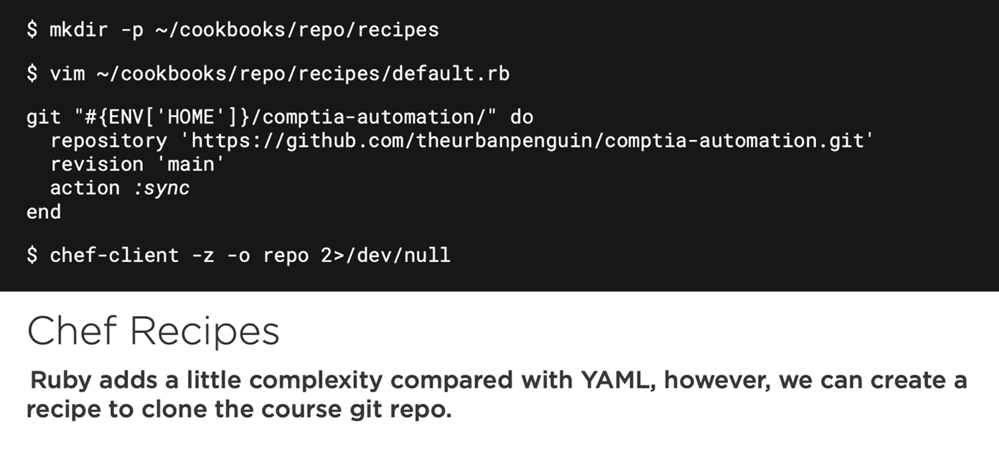 $ mkdir -p ~/cookbooks/repo/recipes
$ vim ~/cookbooks/repo/recipes/default.rb
git "#{ENV['HOME']}/comptia-automation/" do
  repository 'https://github.com/theurbanpenguin/comptia-automation.git'
  revision 'main'
  action :sync
end
$ chef-client -z -o repo 2>/dev/null
Chef Recipes
Ruby adds a little complexity compared with YAML, however, we can create a
recipe to clone the course git repo.